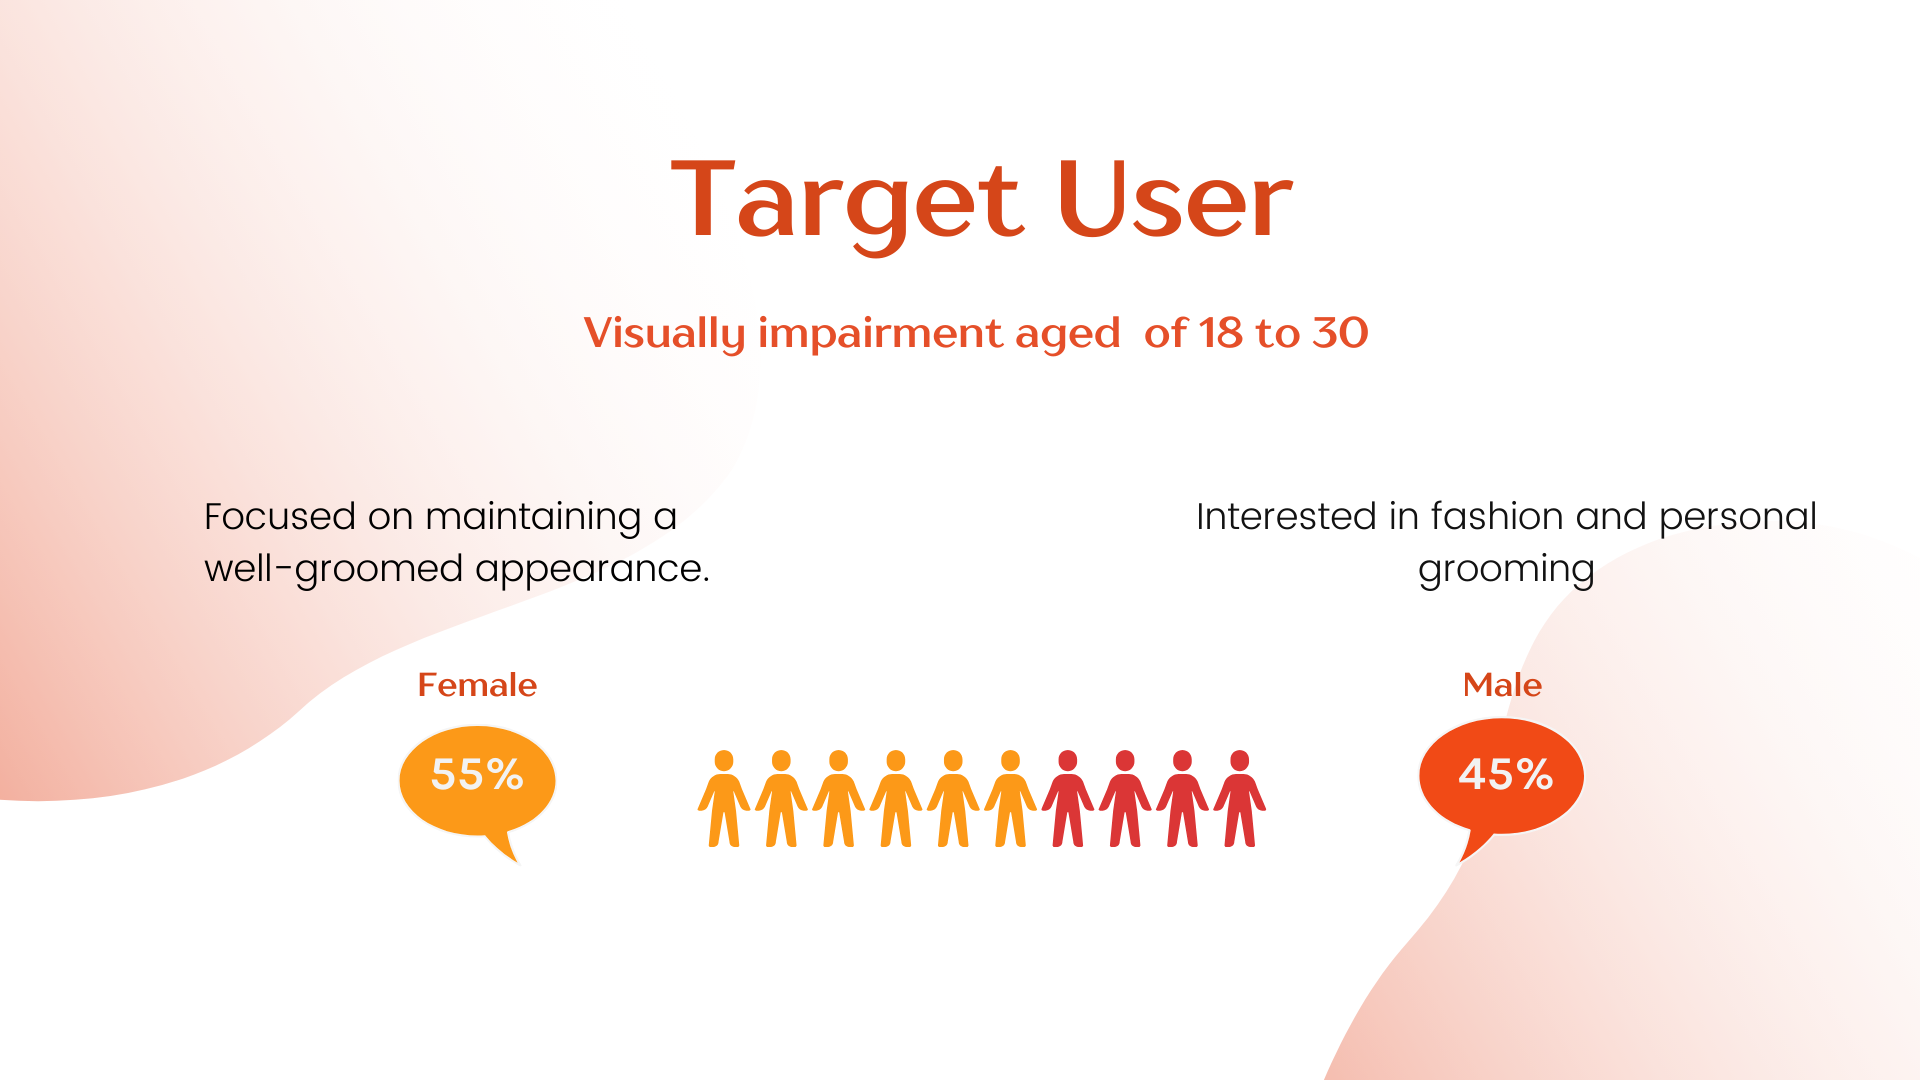 Target User
Visually impairment aged  of 18 to 30
Focused on maintaining a
well-groomed appearance.
Interested in fashion and personal
grooming
Female
55%
Male
45%